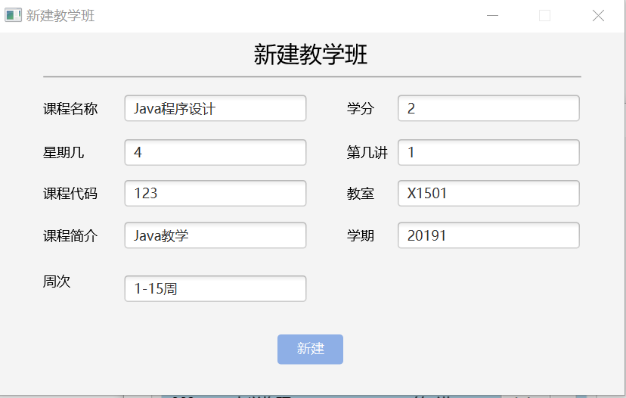 新建教学班
新建教学班
课程名称 Java程序设计 学分 2
星期几 4 第几讲 1
课程代码 123 教室 X1501
课程简介 Java教学 学期 20191
周次 1-15周
新建